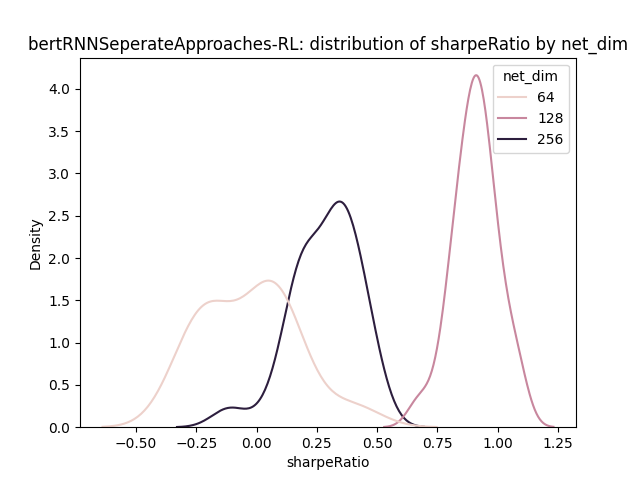 bertRNNSeperateApproaches-RL: distribution of sharpeRatio by net_dim
net_dim
64
128
256
4.0
3.5
3.0
2.5
2.0
1.5
1.0
0.5
0.0
Density
−0.50 −0.25 0.00 0.25 0.50 0.75 1.00 1.25
sharpeRatio